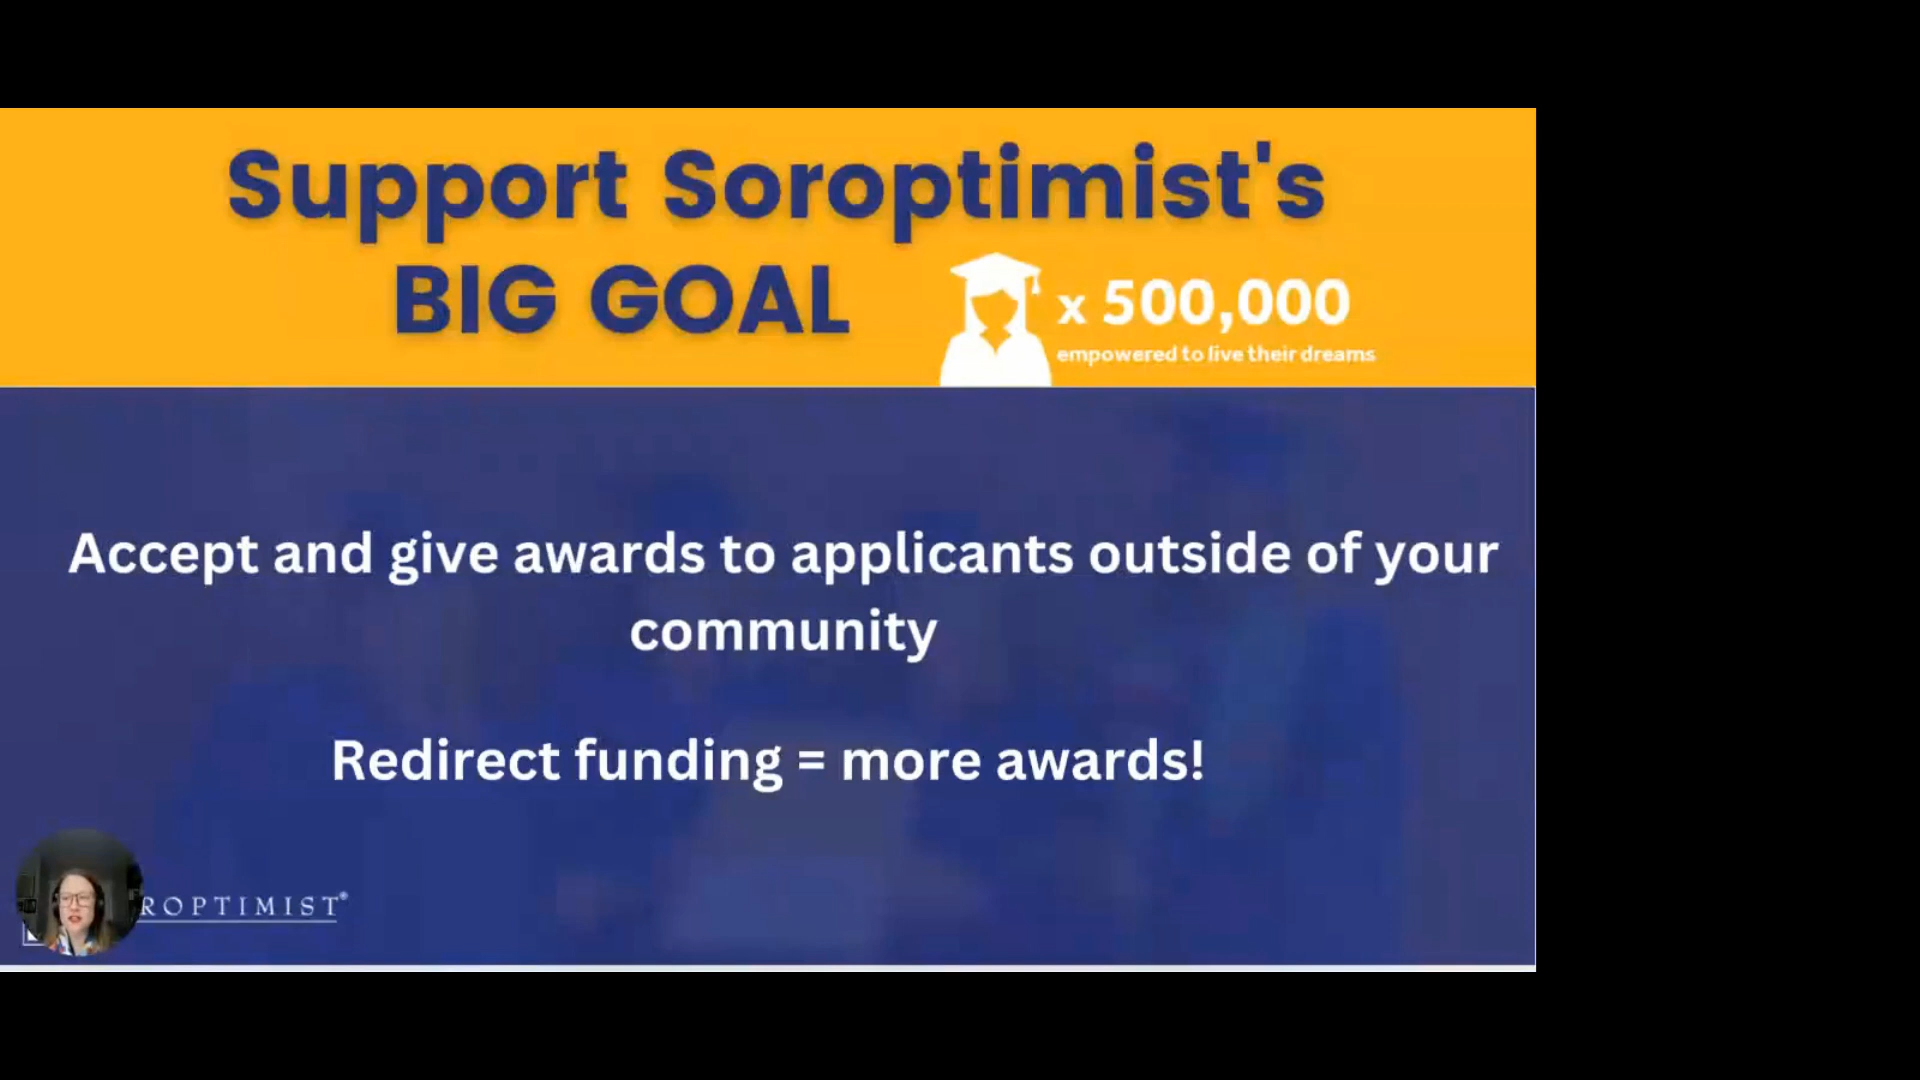 Support Soroptimist's
BIG GOAL
x 500,000
empowered to live their dreams
Accept and give awards to applicants outside of your
community
Redirect funding = more awards!
ROPTIMIST®